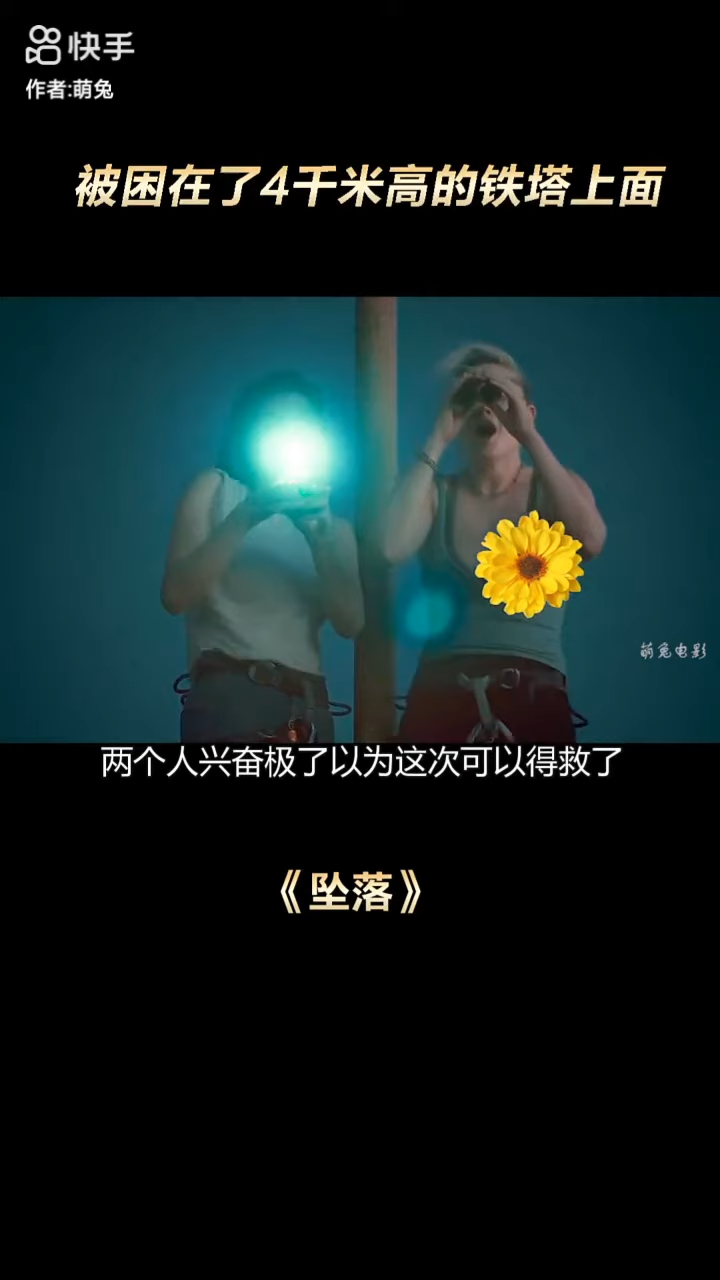 快手
作者:萌兔
被困在了4千米高的铁塔上面
萌兔电影
两个人兴奋极了以为这次可以得救了
《坠落》